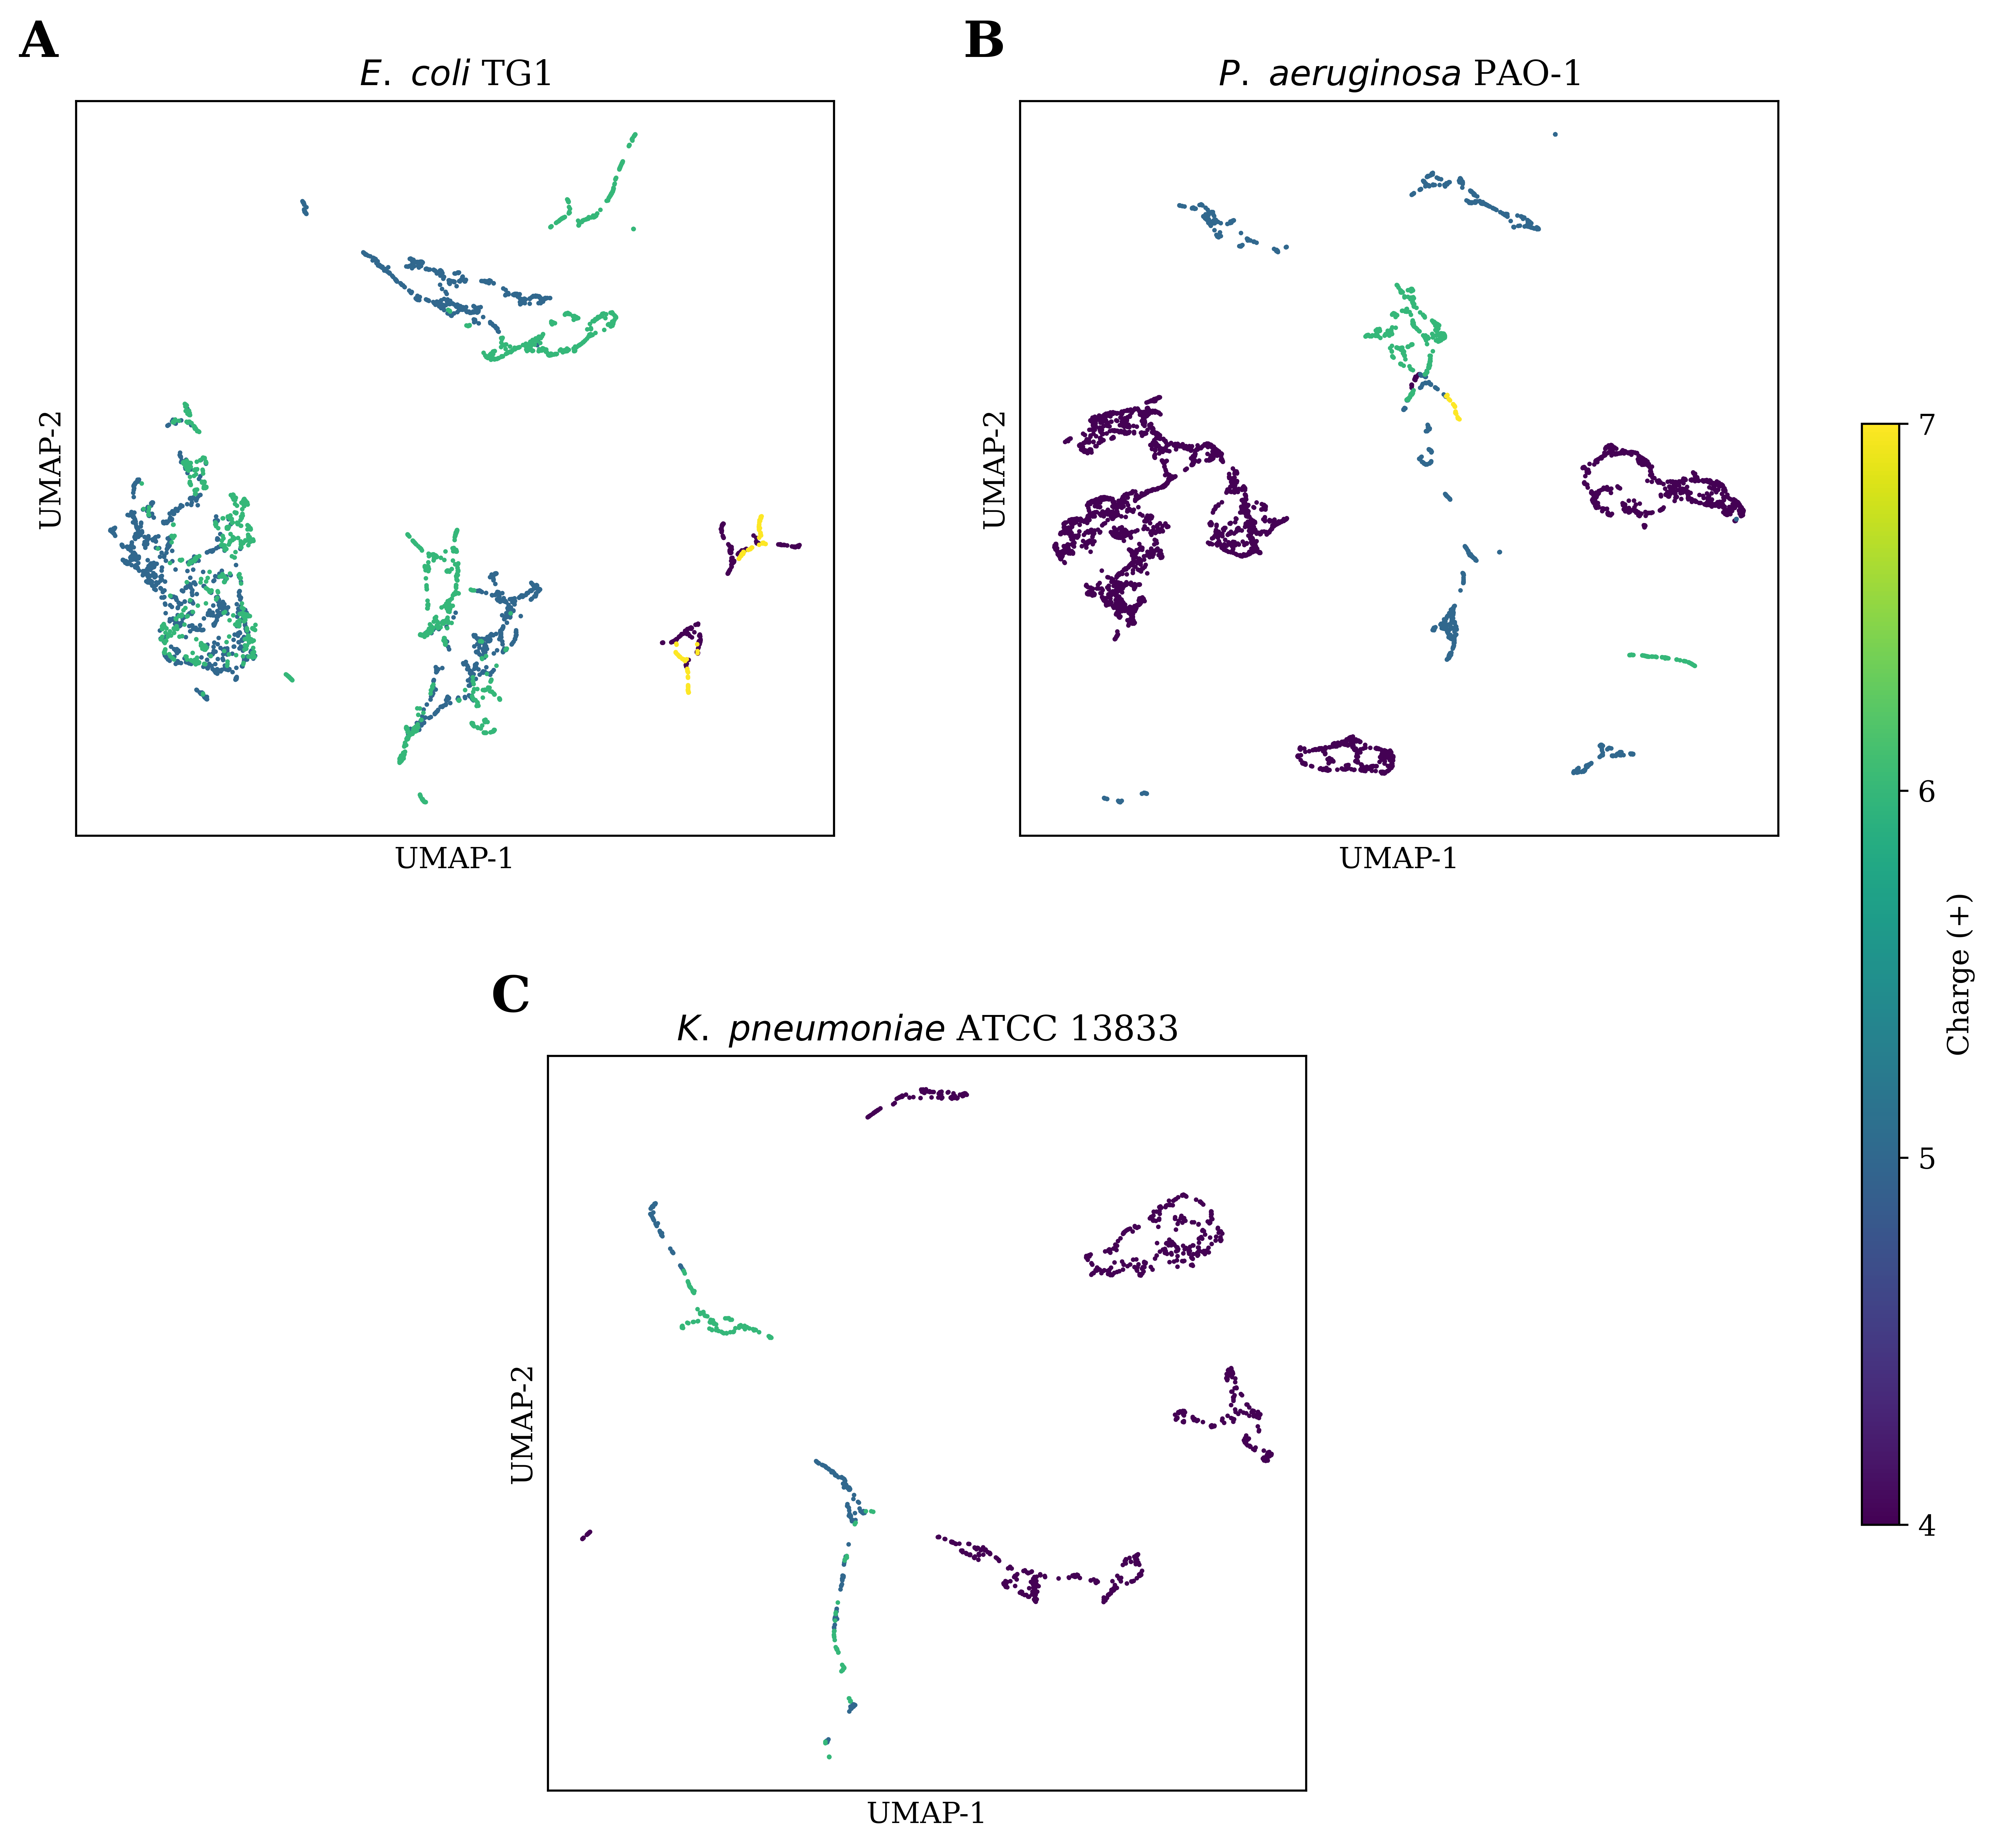 A
E. coli TG1
UMAP-2
UMAP-1
B
P. aeruginosa PAO-1
UMAP-2
UMAP-1
C
K. pneumoniae ATCC 13833
UMAP-2
UMAP-1
7
6
5
4
Charge (+)